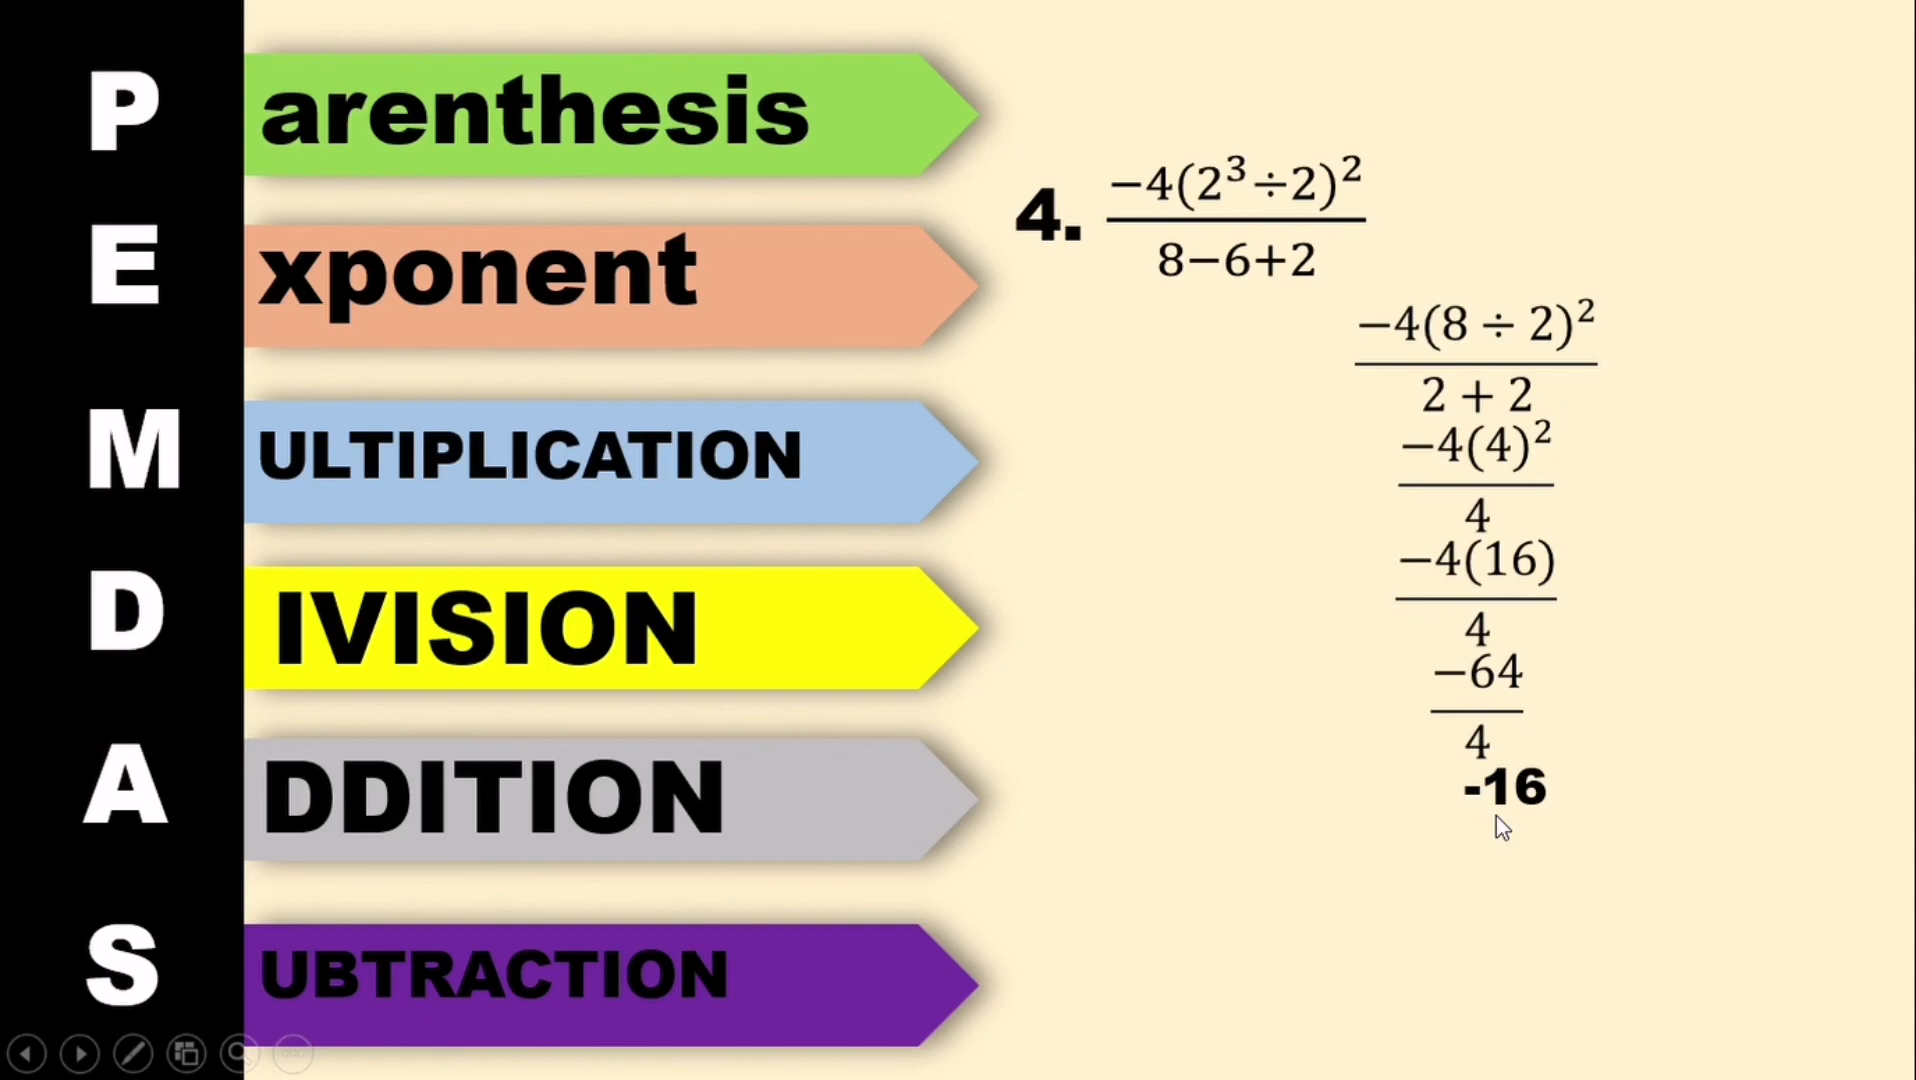 P arenthesis
E xponent
M ULTIPLICATION
D IVISION
A DDITION
S UBTRACTION
4. −4(2³÷2)²
8−6+2
−4(8 ÷ 2)²
2 + 2
−4(4)²
4
−4(16)
4
−64
4
-16